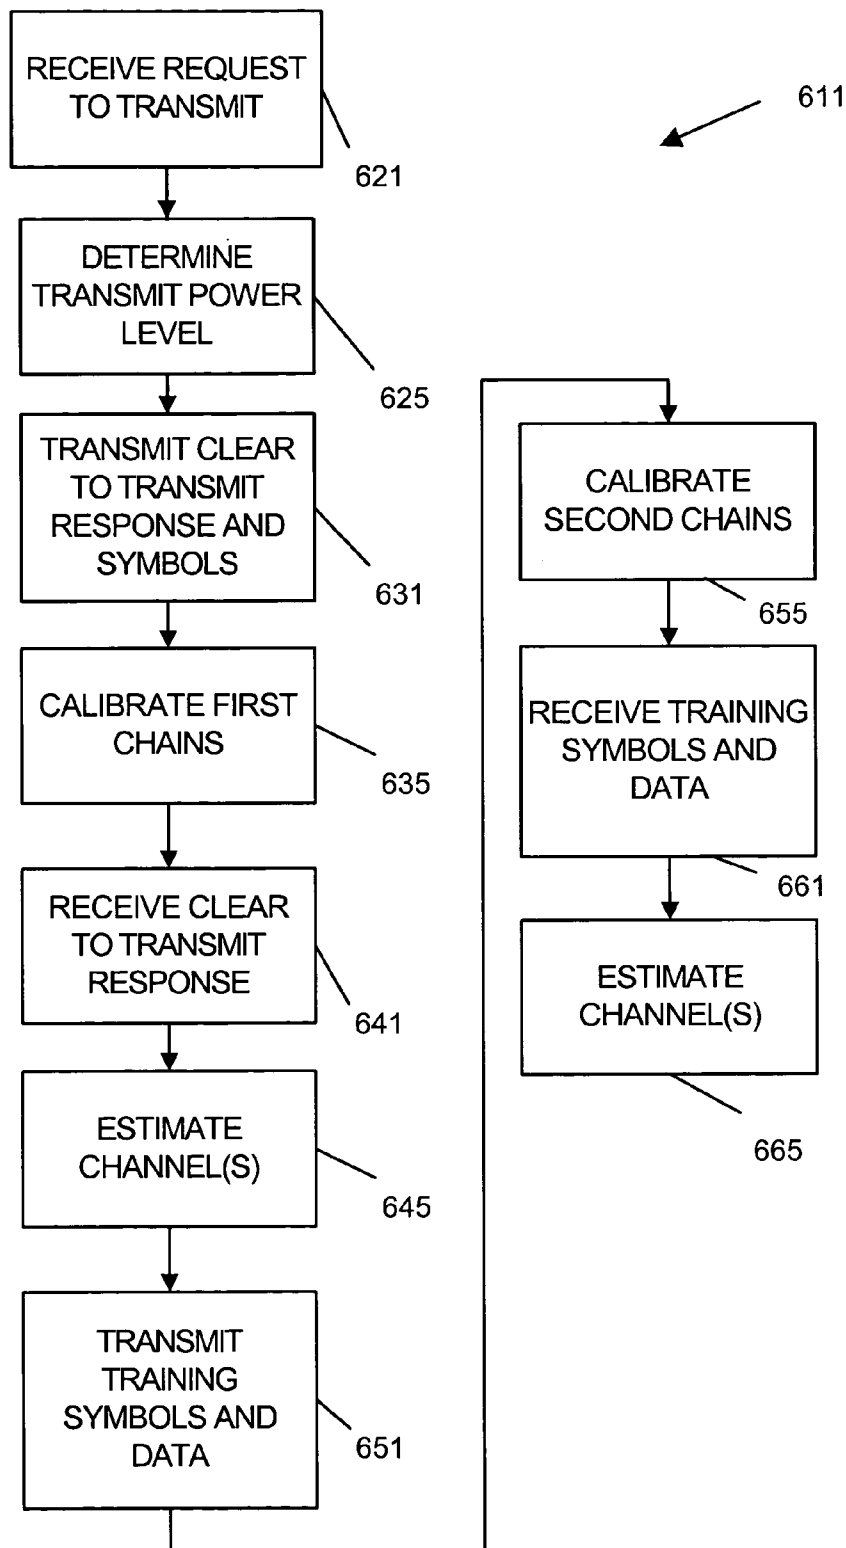 RECEIVE REQUEST
TO TRANSMIT
621
611
DETERMINE
TRANSMIT POWER
LEVEL
625
TRANSMIT CLEAR
TO TRANSMIT
RESPONSE AND
SYMBOLS
631
CALIBRATE FIRST
CHAINS
635
RECEIVE CLEAR
TO TRANSMIT
RESPONSE
641
ESTIMATE
CHANNEL(S)
645
TRANSMIT
TRAINING
SYMBOLS AND
DATA
651
CALIBRATE
SECOND CHAINS
655
RECEIVE TRAINING
SYMBOLS AND
DATA
661
ESTIMATE
CHANNEL(S)
665